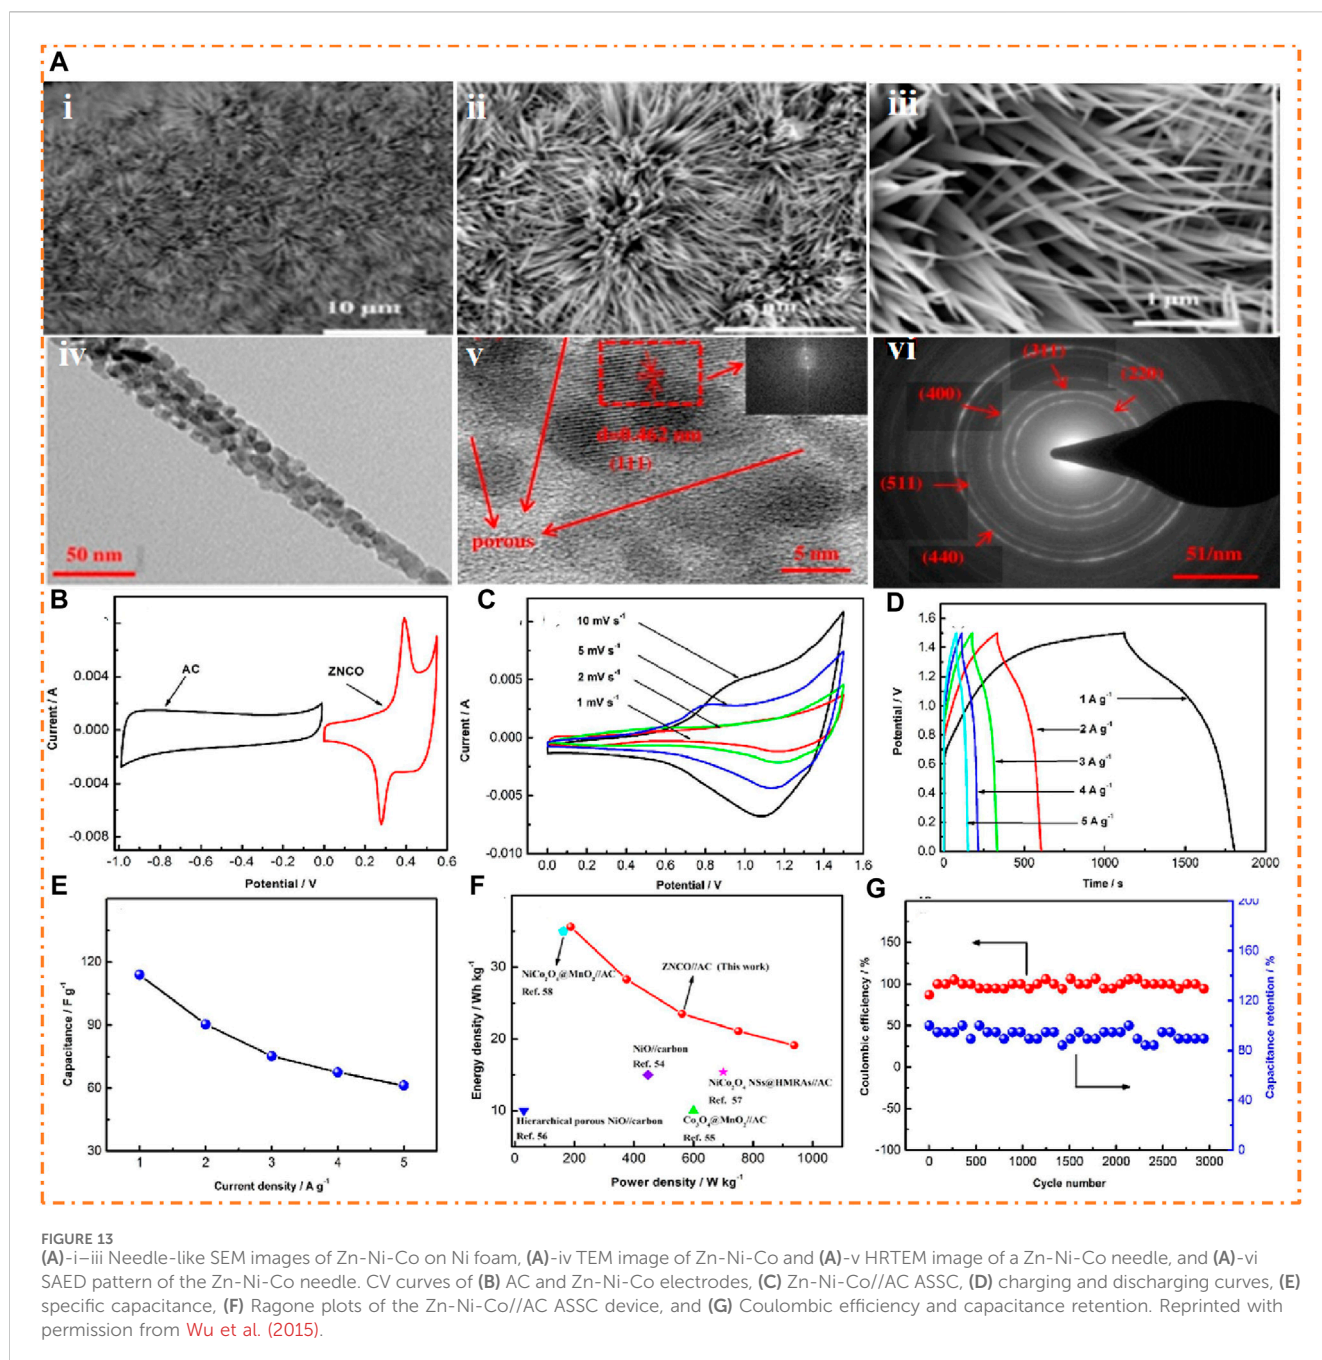 A
i
ii
iii
10 μm
1 μm
iv
50 nm
v
d=0.462 nm
(111)
porous
5 nm
vi
(311)
(220)
(400)
(511)
(440)
51/nm
B
AC
ZNCO
0.004
0.000
-0.004
-0.008
Current / A
-1.0 -0.8 -0.6 -0.4 -0.2 0.0 0.2 0.4 0.6
Potential / V
C
10 mV s⁻¹
5 mV s⁻¹
2 mV s⁻¹
1 mV s⁻¹
0.010
0.005
0.000
-0.005
-0.010
Current / A
0.0 0.2 0.4 0.6 0.8 1.0 1.2 1.4 1.6
Potential / V
D
1 A g⁻¹
2 A g⁻¹
3 A g⁻¹
4 A g⁻¹
5 A g⁻¹
1.6
1.4
1.2
1.0
0.8
0.6
0.4
0.2
0.0
Potential / V
0 500 1000 1500 2000
Time / s
E
120
90
60
30
Capacitance / F g⁻¹
1 2 3 4 5
Current density / A g⁻¹
F
NiCo₂O₄@MnO₂//AC
Ref. 58
ZNCO//AC (This work)
NiO//carbon
Ref. 54
NiCo₂O₄ NSs@HMRAs//AC
Ref. 57
Hierarchical porous NiO//carbon
Ref. 56
Co₃O₄@MnO₂//AC
Ref. 55
30
20
10
Energy density / Wh kg⁻¹
0 200 400 600 800 1000
Power density / W kg⁻¹
G
100
50
0
-50
-100
Coulombic efficiency / %
200
160
120
80
40
0
Capacitance retention / %
0 500 1000 1500 2000 2500 3000
Cycle number
FIGURE 13
(A)-i–iii Needle-like SEM images of Zn-Ni-Co on Ni foam, (A)-iv TEM image of Zn-Ni-Co and (A)-v HRTEM image of a Zn-Ni-Co needle, and (A)-vi
SAED pattern of the Zn-Ni-Co needle. CV curves of (B) AC and Zn-Ni-Co electrodes, (C) Zn-Ni-Co//AC ASSC, (D) charging and discharging curves, (E)
specific capacitance, (F) Ragone plots of the Zn-Ni-Co//AC ASSC device, and (G) Coulombic efficiency and capacitance retention. Reprinted with
permission from Wu et al. (2015).